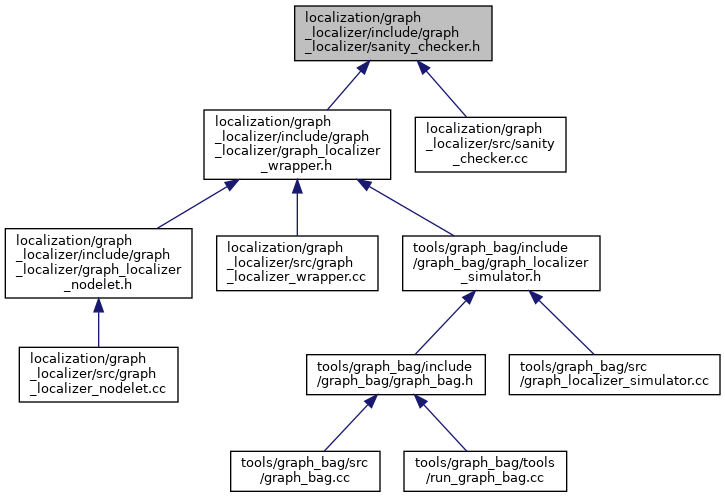 localization/graph
_localizer/include/graph
_localizer/sanity_checker.h
localization/graph
_localizer/include/graph
_localizer/graph_localizer
_wrapper.h
localization/graph
_localizer/src/sanity
_checker.cc
localization/graph
_localizer/include/graph
_localizer/graph_localizer
_nodelet.h
localization/graph
_localizer/src/graph
_localizer_wrapper.cc
tools/graph_bag/include
/graph_bag/graph_localizer
_simulator.h
localization/graph
_localizer/src/graph
_localizer_nodelet.cc
tools/graph_bag/include
/graph_bag/graph_bag.h
tools/graph_bag/src
/graph_localizer_simulator.cc
tools/graph_bag/src
/graph_bag.cc
tools/graph_bag/tools
/run_graph_bag.cc